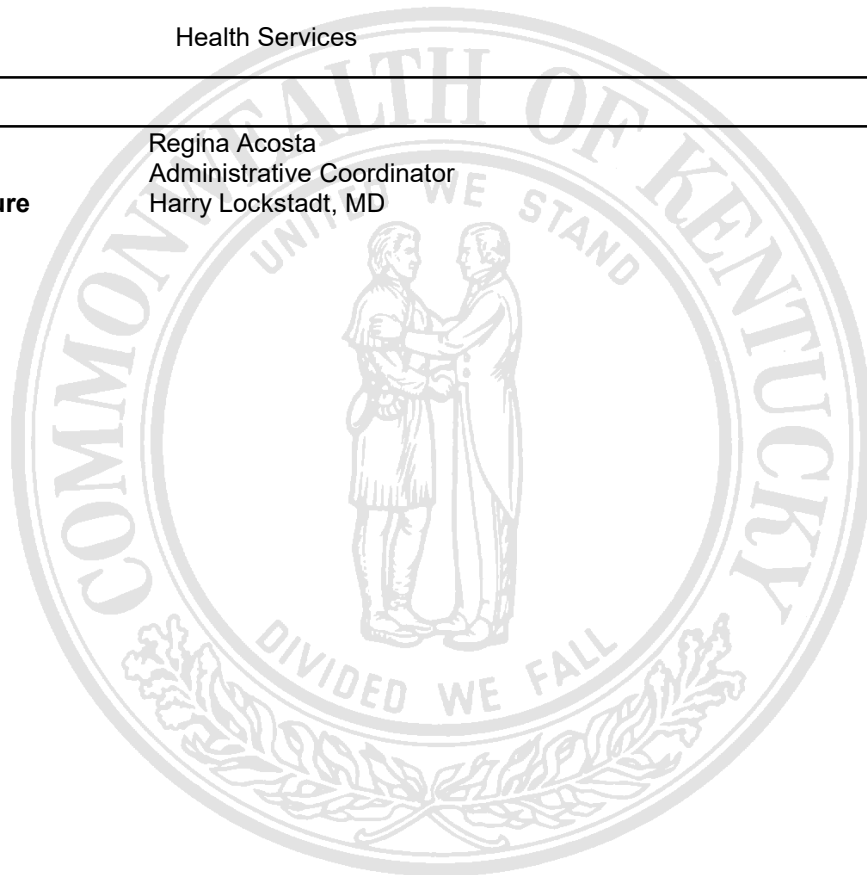 Health Services
Regina Acosta
Administrative Coordinator
ure Harry Lockstadt, MD
COMMONWEALTH OF KENTUCKY
UNITED WE STAND
DIVIDED WE FALL